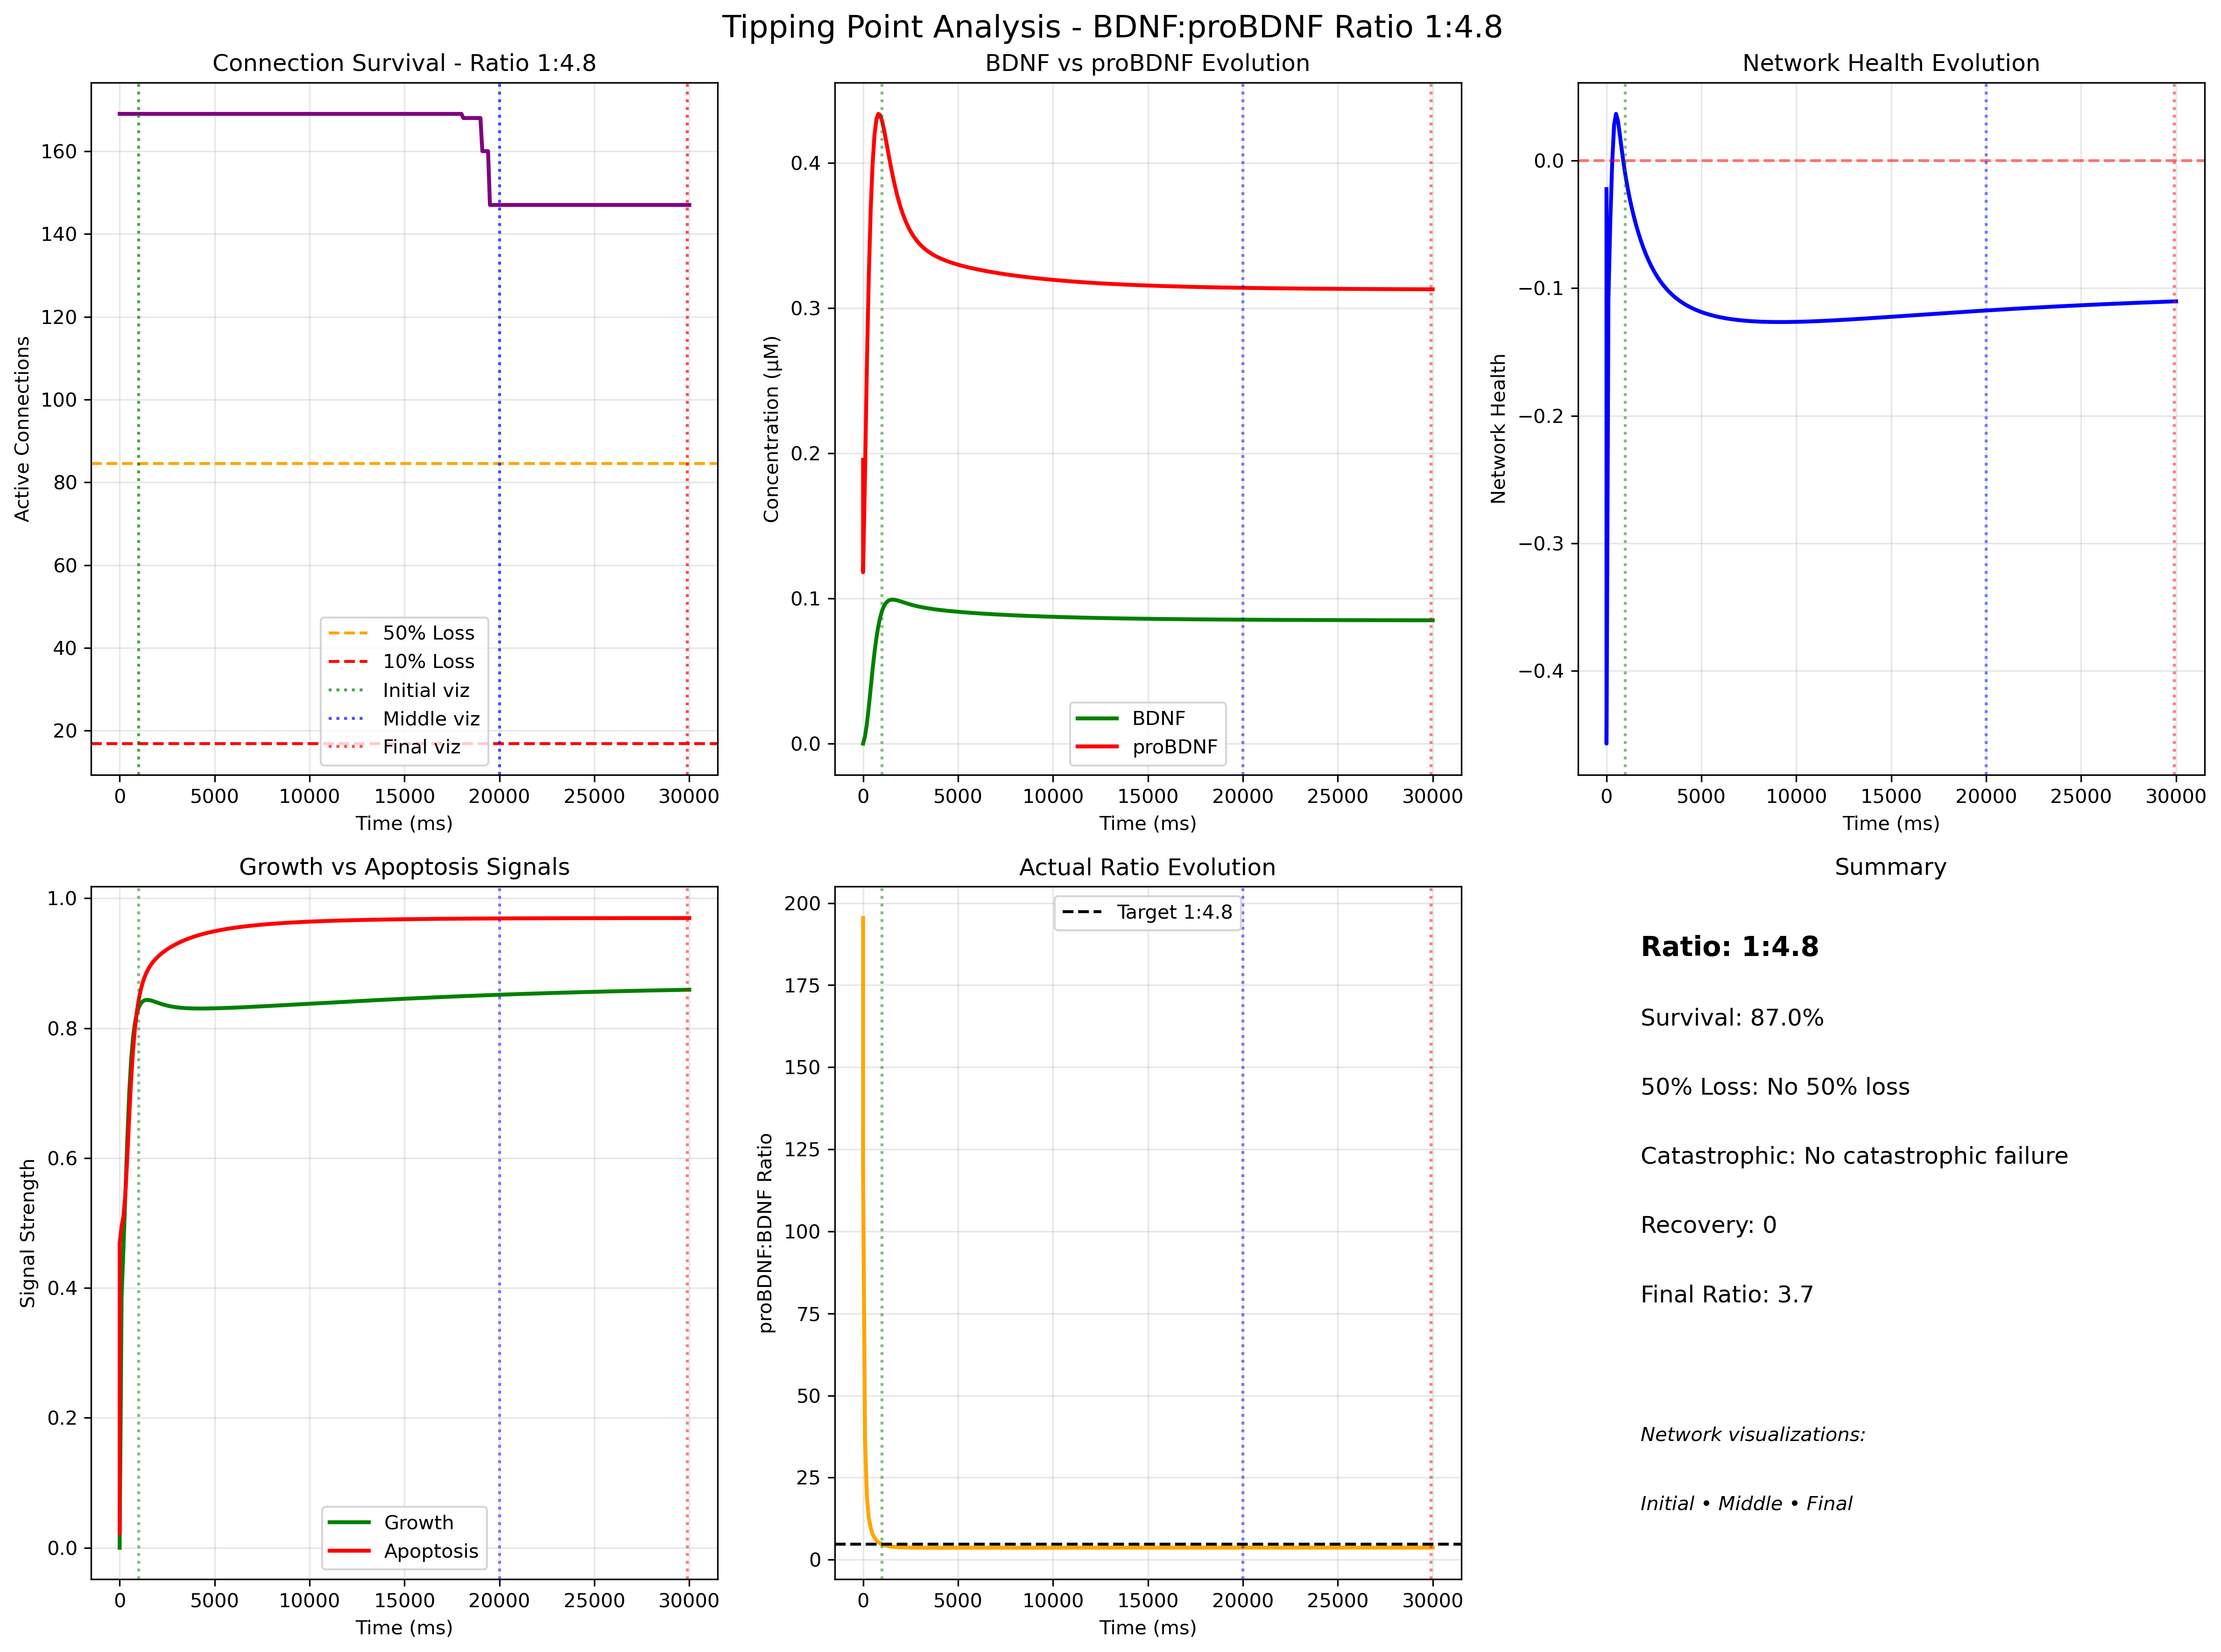 Tipping Point Analysis - BDNF:proBDNF Ratio 1:4.8
Connection Survival - Ratio 1:4.8
Active Connections
160
140
120
100
80
60
40
20
50% Loss
10% Loss
Initial viz
Middle viz
Final viz
0 5000 10000 15000 20000 25000 30000
Time (ms)
BDNF vs proBDNF Evolution
Concentration (μM)
0.4
0.3
0.2
0.1
0.0
BDNF
proBDNF
0 5000 10000 15000 20000 25000 30000
Time (ms)
Network Health Evolution
Network Health
0.0
−0.1
−0.2
−0.3
−0.4
0 5000 10000 15000 20000 25000 30000
Time (ms)
Growth vs Apoptosis Signals
Signal Strength
1.0
0.8
0.6
0.4
0.2
0.0
Growth
Apoptosis
0 5000 10000 15000 20000 25000 30000
Time (ms)
Actual Ratio Evolution
proBDNF:BDNF Ratio
200
175
150
125
100
75
50
25
0
Target 1:4.8
0 5000 10000 15000 20000 25000 30000
Time (ms)
Summary
Ratio: 1:4.8
Survival: 87.0%
50% Loss: No 50% loss
Catastrophic: No catastrophic failure
Recovery: 0
Final Ratio: 3.7
Network visualizations:
Initial • Middle • Final